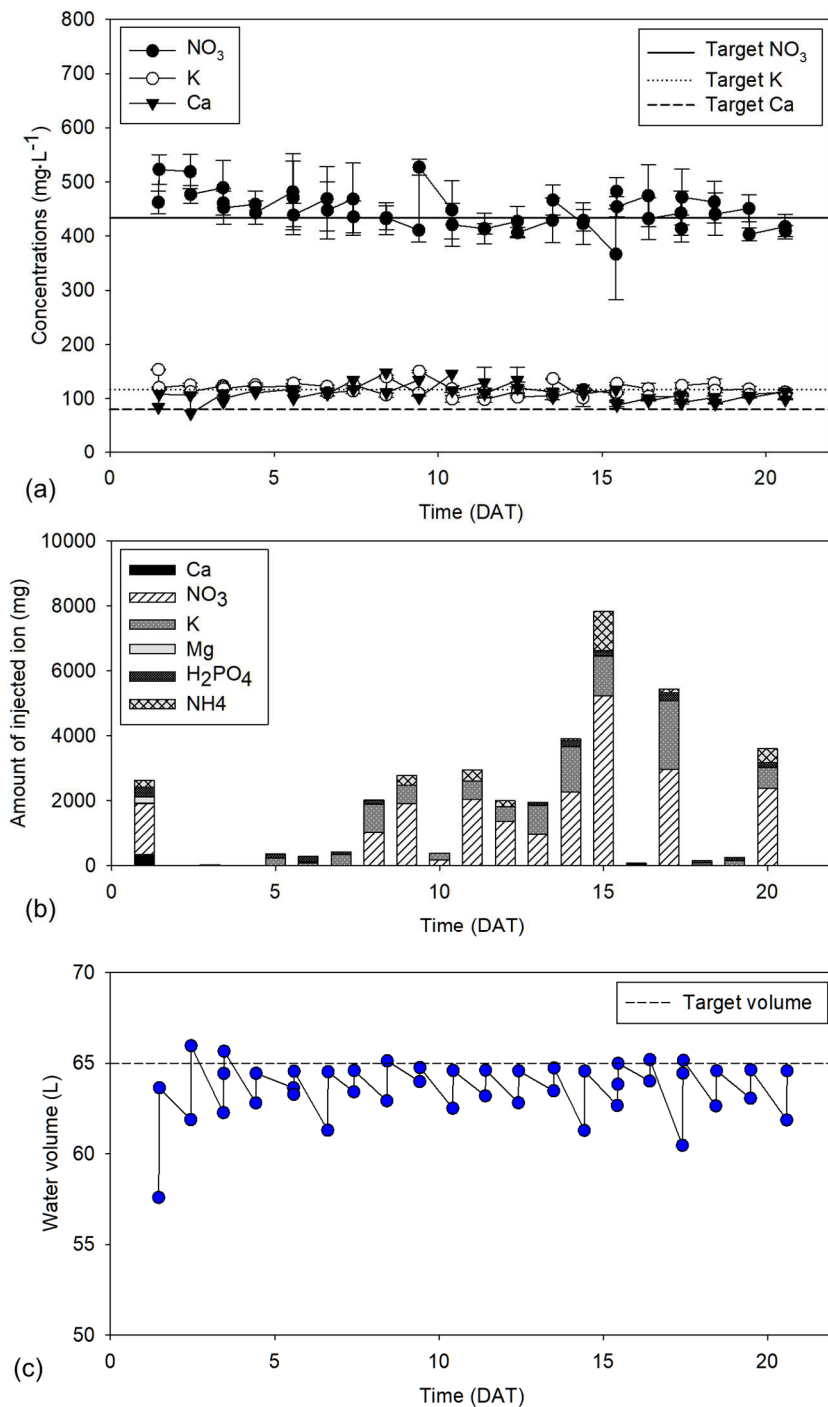 800
700
600
500
400
300
200
100
0
Concentrations (mg·L⁻¹)
NO₃
K
Ca
Target NO₃
Target K
Target Ca
0 5 10 15 20
Time (DAT)
(a)
10000
8000
6000
4000
2000
0
Amount of injected ion (mg)
Ca
NO₃
K
Mg
H₂PO₄
NH4
0 5 10 15 20
Time (DAT)
(b)
70
65
60
55
50
Water volume (L)
Target volume
0 5 10 15 20
Time (DAT)
(c)